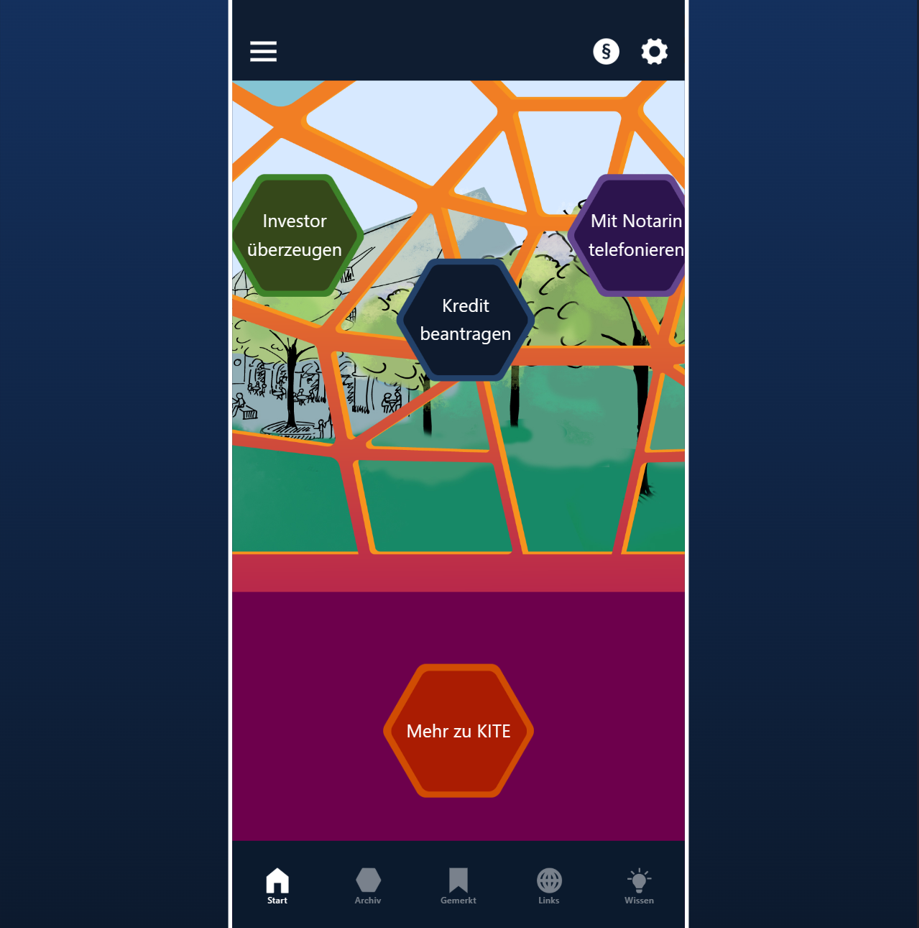 §
Investor
überzeugen
Mit Notarin
telefonieren
Kredit
beantragen
Mehr zu KITE
Start
Archiv
Gemerkt
Links
Wissen